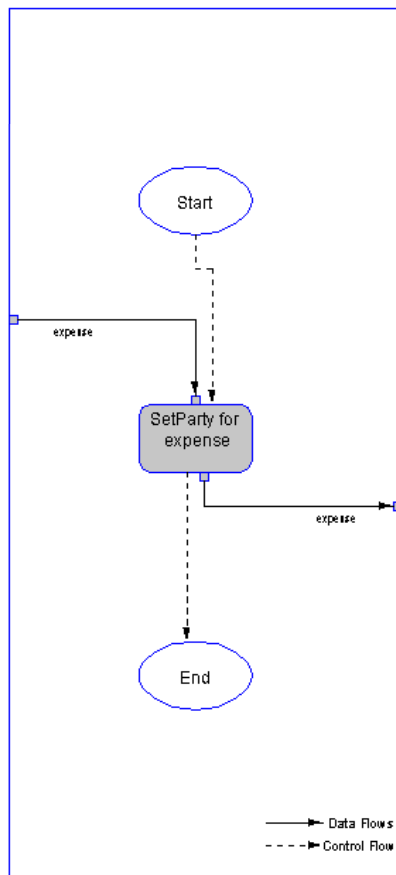 Start
expense
SetParty for
expense
expense
End
Data Flows
Control Flow